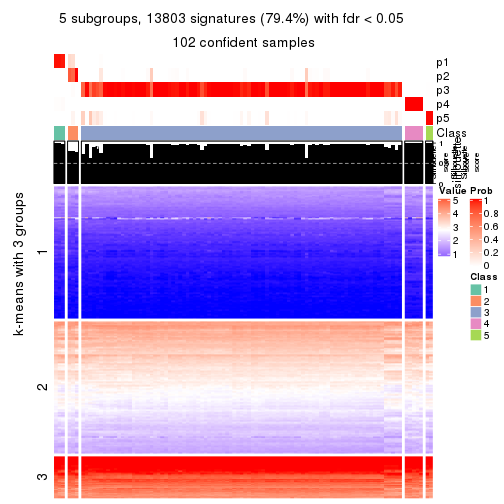 5 subgroups, 13803 signatures (79.4%) with fdr < 0.05
102 confident samples
p1
p2
p3
p4
p5
Class
1
0
silhouette
score
k-means with 3 groups
1
2
3
Value
5
4
3
2
1
Prob
1
0.8
0.6
0.4
0.2
0
Class
1
2
3
4
5